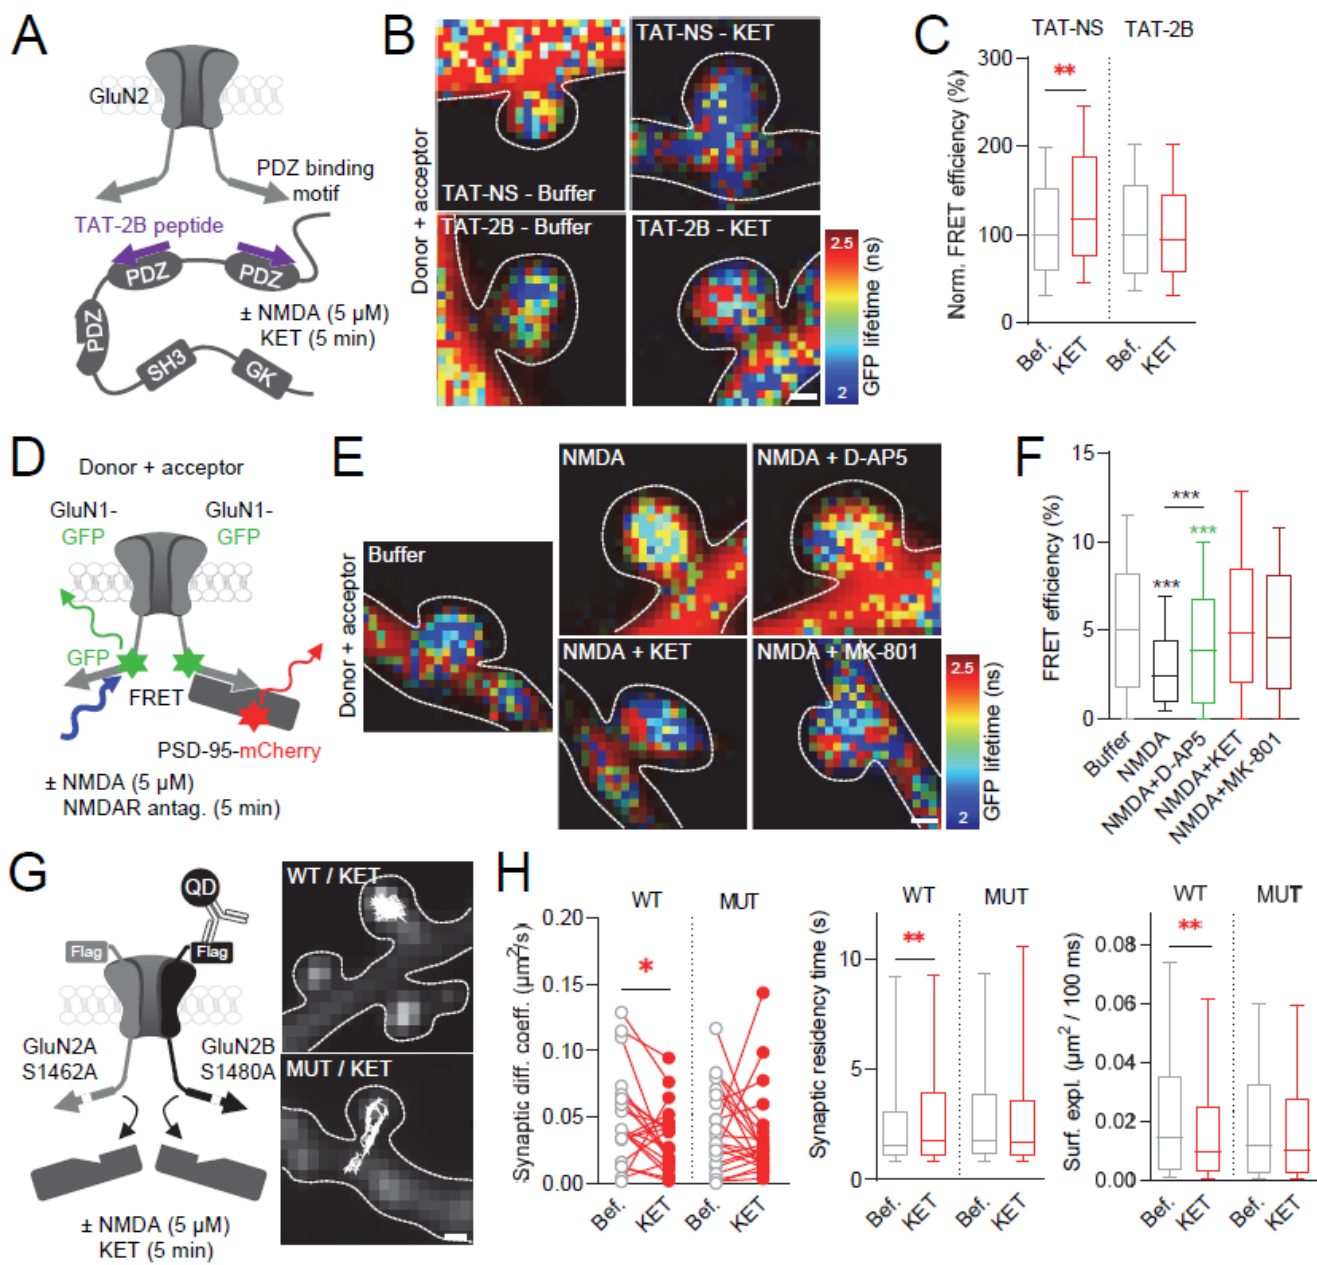 A
GluN2
PDZ binding
motif
TAT-2B peptide
PDZ
PDZ
PDZ
SH3
GK
± NMDA (5 µM)
KET (5 min)
B
Donor + acceptor
TAT-NS - Buffer
TAT-NS - KET
TAT-2B - Buffer
TAT-2B - KET
2.5
2
GFP lifetime (ns)
C
TAT-NS
TAT-2B
Norm. FRET efficiency (%)
300
200
100
0
**
Bef.
KET
Bef.
KET
D
Donor + acceptor
GluN1-
GFP
GluN1-
GFP
GFP
FRET
PSD-95-mCherry
± NMDA (5 µM)
NMDAR antag. (5 min)
E
Donor + acceptor
Buffer
NMDA
NMDA + D-AP5
NMDA + KET
NMDA + MK-801
2.5
2
GFP lifetime (ns)
F
FRET efficiency (%)
15
10
5
0
***
***
***
Buffer
NMDA
NMDA+D-AP5
NMDA+KET
NMDA+MK-801
G
QD
Flag
Flag
GluN2A
S1462A
GluN2B
S1480A
± NMDA (5 µM)
KET (5 min)
WT / KET
MUT / KET
H
WT
MUT
Synaptic diff. coeff. (µm²/s)
0.20
0.15
0.10
0.05
0.00
*
Bef.
KET
Bef.
KET
WT
MUT
Synaptic residency time (s)
10
5
0
**
Bef.
KET
Bef.
KET
WT
MUT
Surf. expl. (µm² / 100 ms)
0.08
0.06
0.04
0.02
0.00
**
Bef.
KET
Bef.
KET